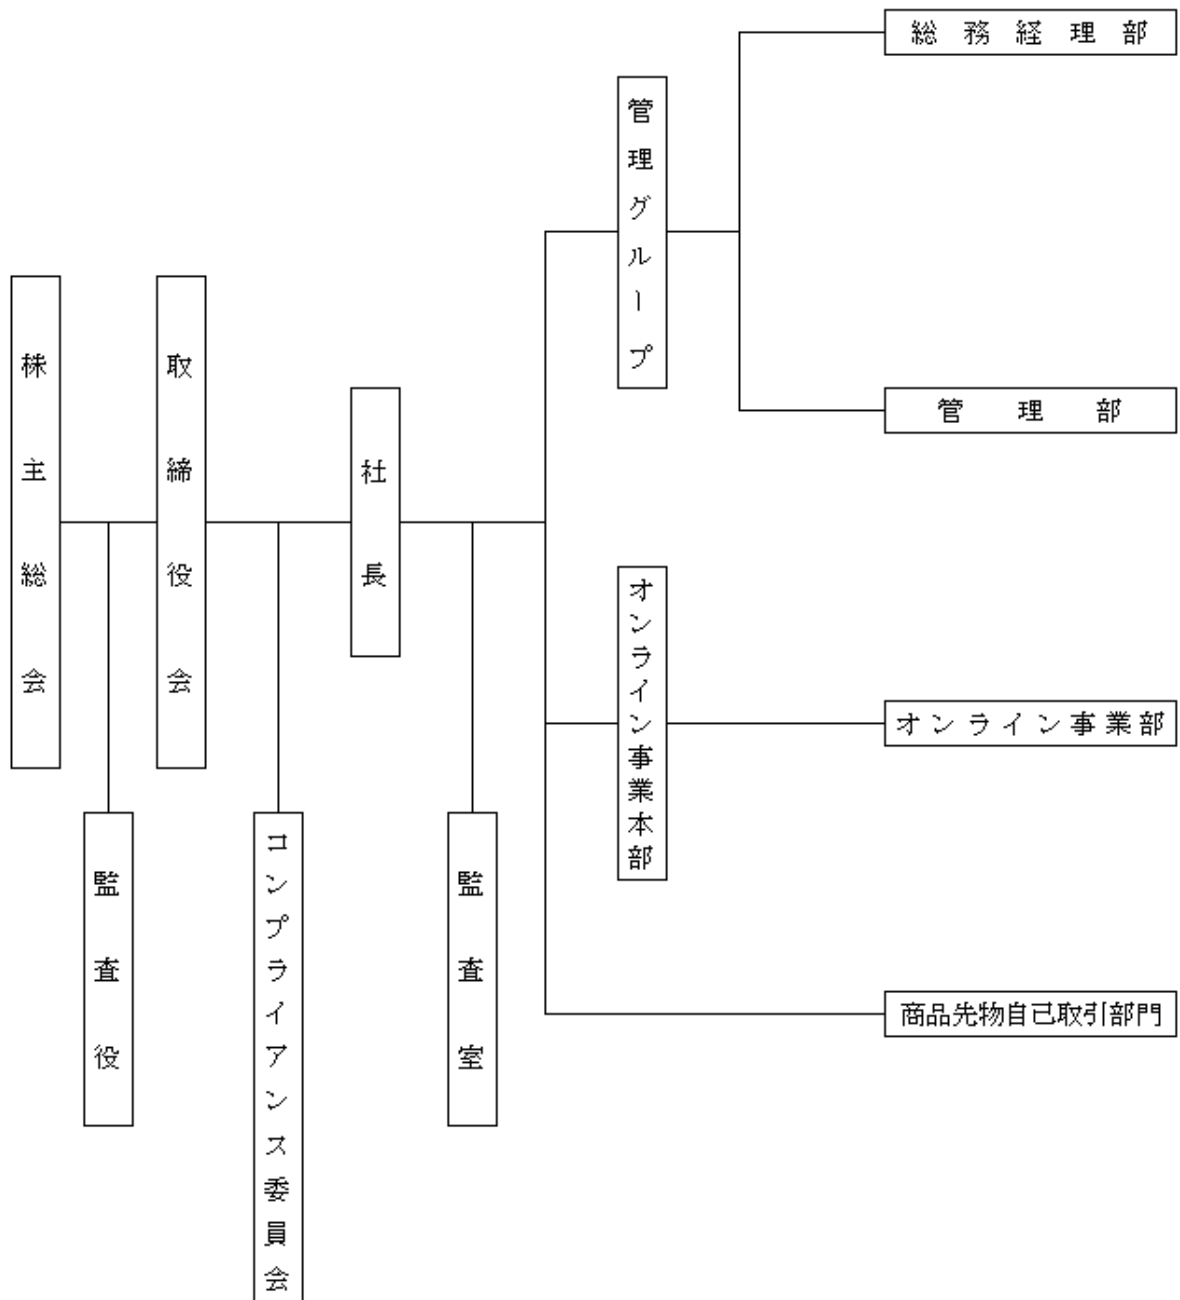 株主総会
監査役
取締役会
コンプライアンス委員会
社長
監査室
管理グループ
総務経理部
管理部
オンライン事業本部
オンライン事業部
商品先物自己取引部門